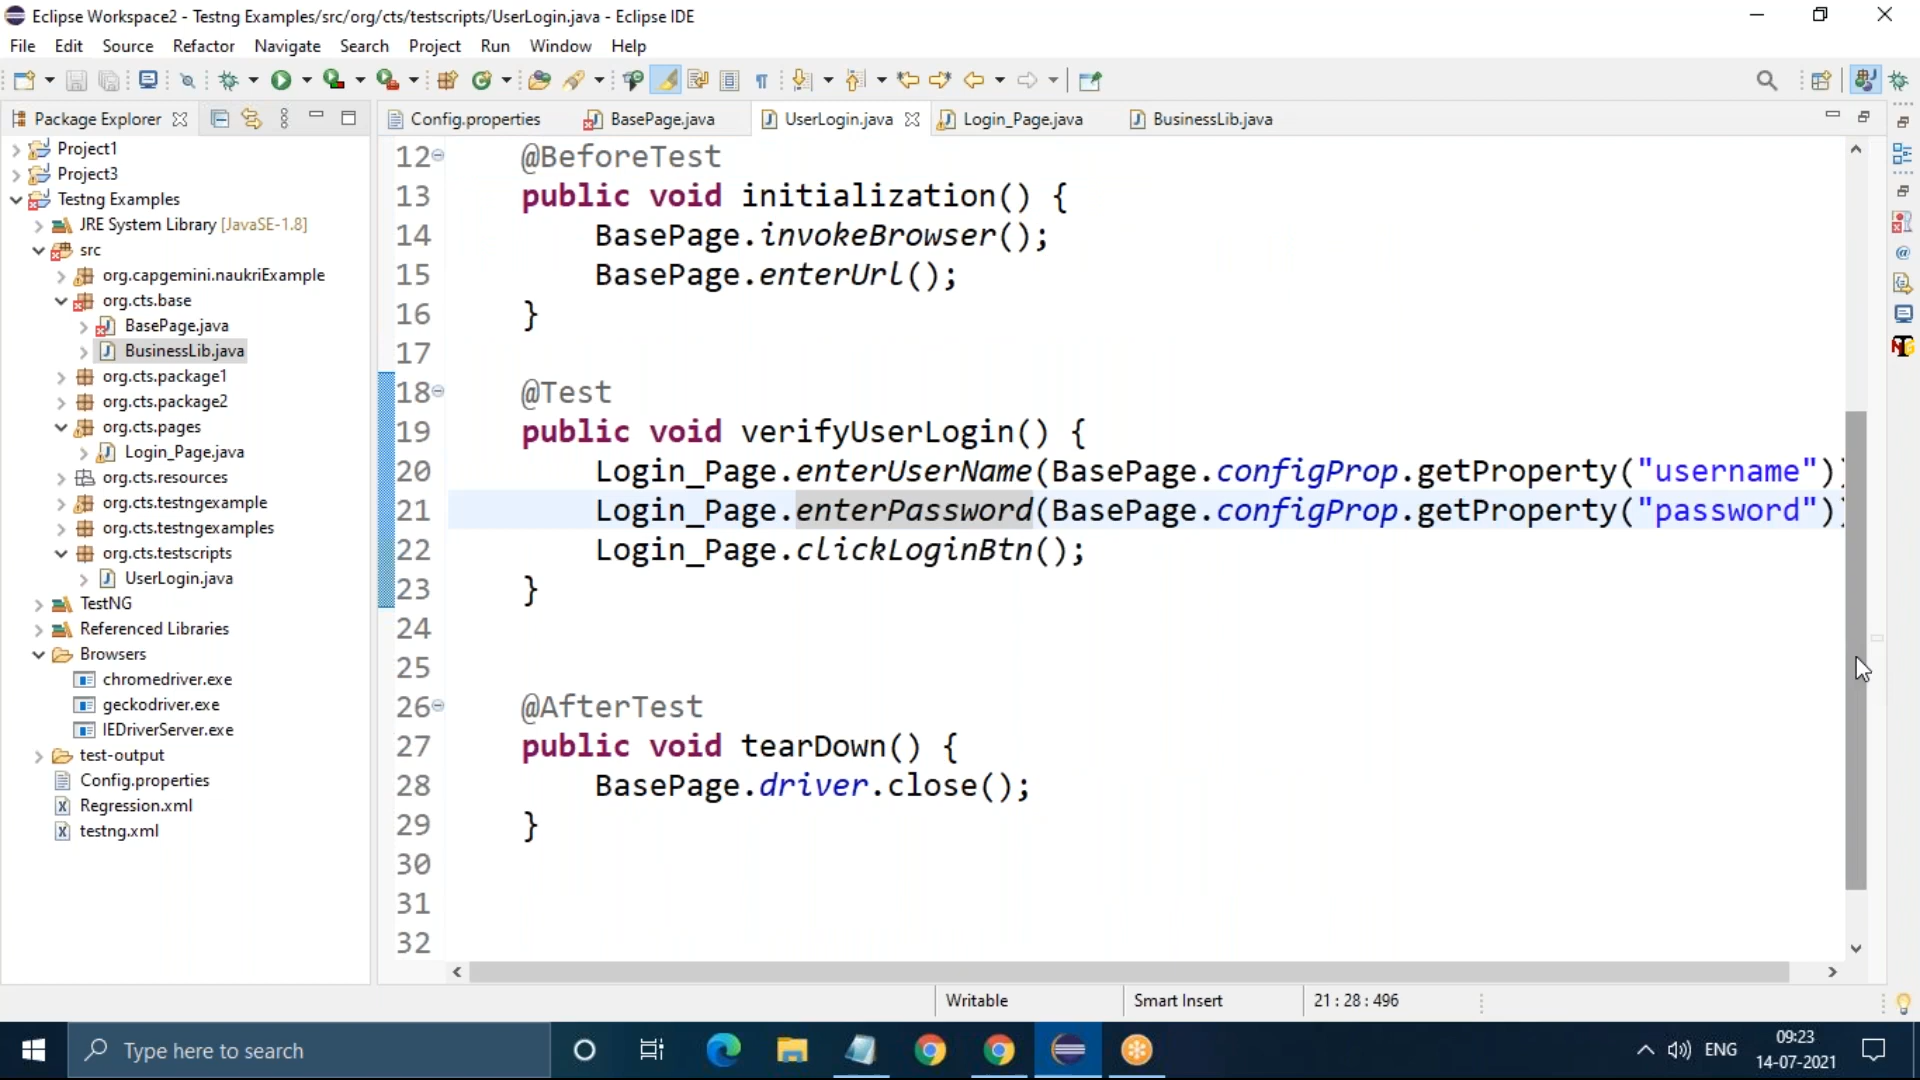 Eclipse Workspace2 - Testng Examples/src/org/cts/testscripts/UserLogin.java - Eclipse IDE
File Edit Source Refactor Navigate Search Project Run Window Help
Package Explorer
Config.properties BasePage.java UserLogin.java Login_Page.java BusinessLib.java
Project1
Project3
Testng Examples
JRE System Library [JavaSE-1.8]
src
org.capgemini.naukriExample
org.cts.base
BasePage.java
BusinessLib.java
org.cts.package1
org.cts.package2
org.cts.pages
Login_Page.java
org.cts.resources
org.cts.testngexample
org.cts.testngexamples
org.cts.testscripts
UserLogin.java
TestNG
Referenced Libraries
Browsers
chromedriver.exe
geckodriver.exe
IEDriverServer.exe
test-output
Config.properties
Regression.xml
testng.xml
12 @BeforeTest
13 public void initialization() {
14 BasePage.invokeBrowser();
15 BasePage.enterUrl();
16 }
17
18 @Test
19 public void verifyUserLogin() {
20 Login_Page.enterUserName(BasePage.configProp.getProperty("username"))
21 Login_Page.enterPassword(BasePage.configProp.getProperty("password"))
22 Login_Page.clickLoginBtn();
23 }
24
25
26 @AfterTest
27 public void tearDown() {
28 BasePage.driver.close();
29 }
30
31
32
Writable Smart Insert 21 : 28 : 496
Type here to search
ENG
09:23
14-07-2021